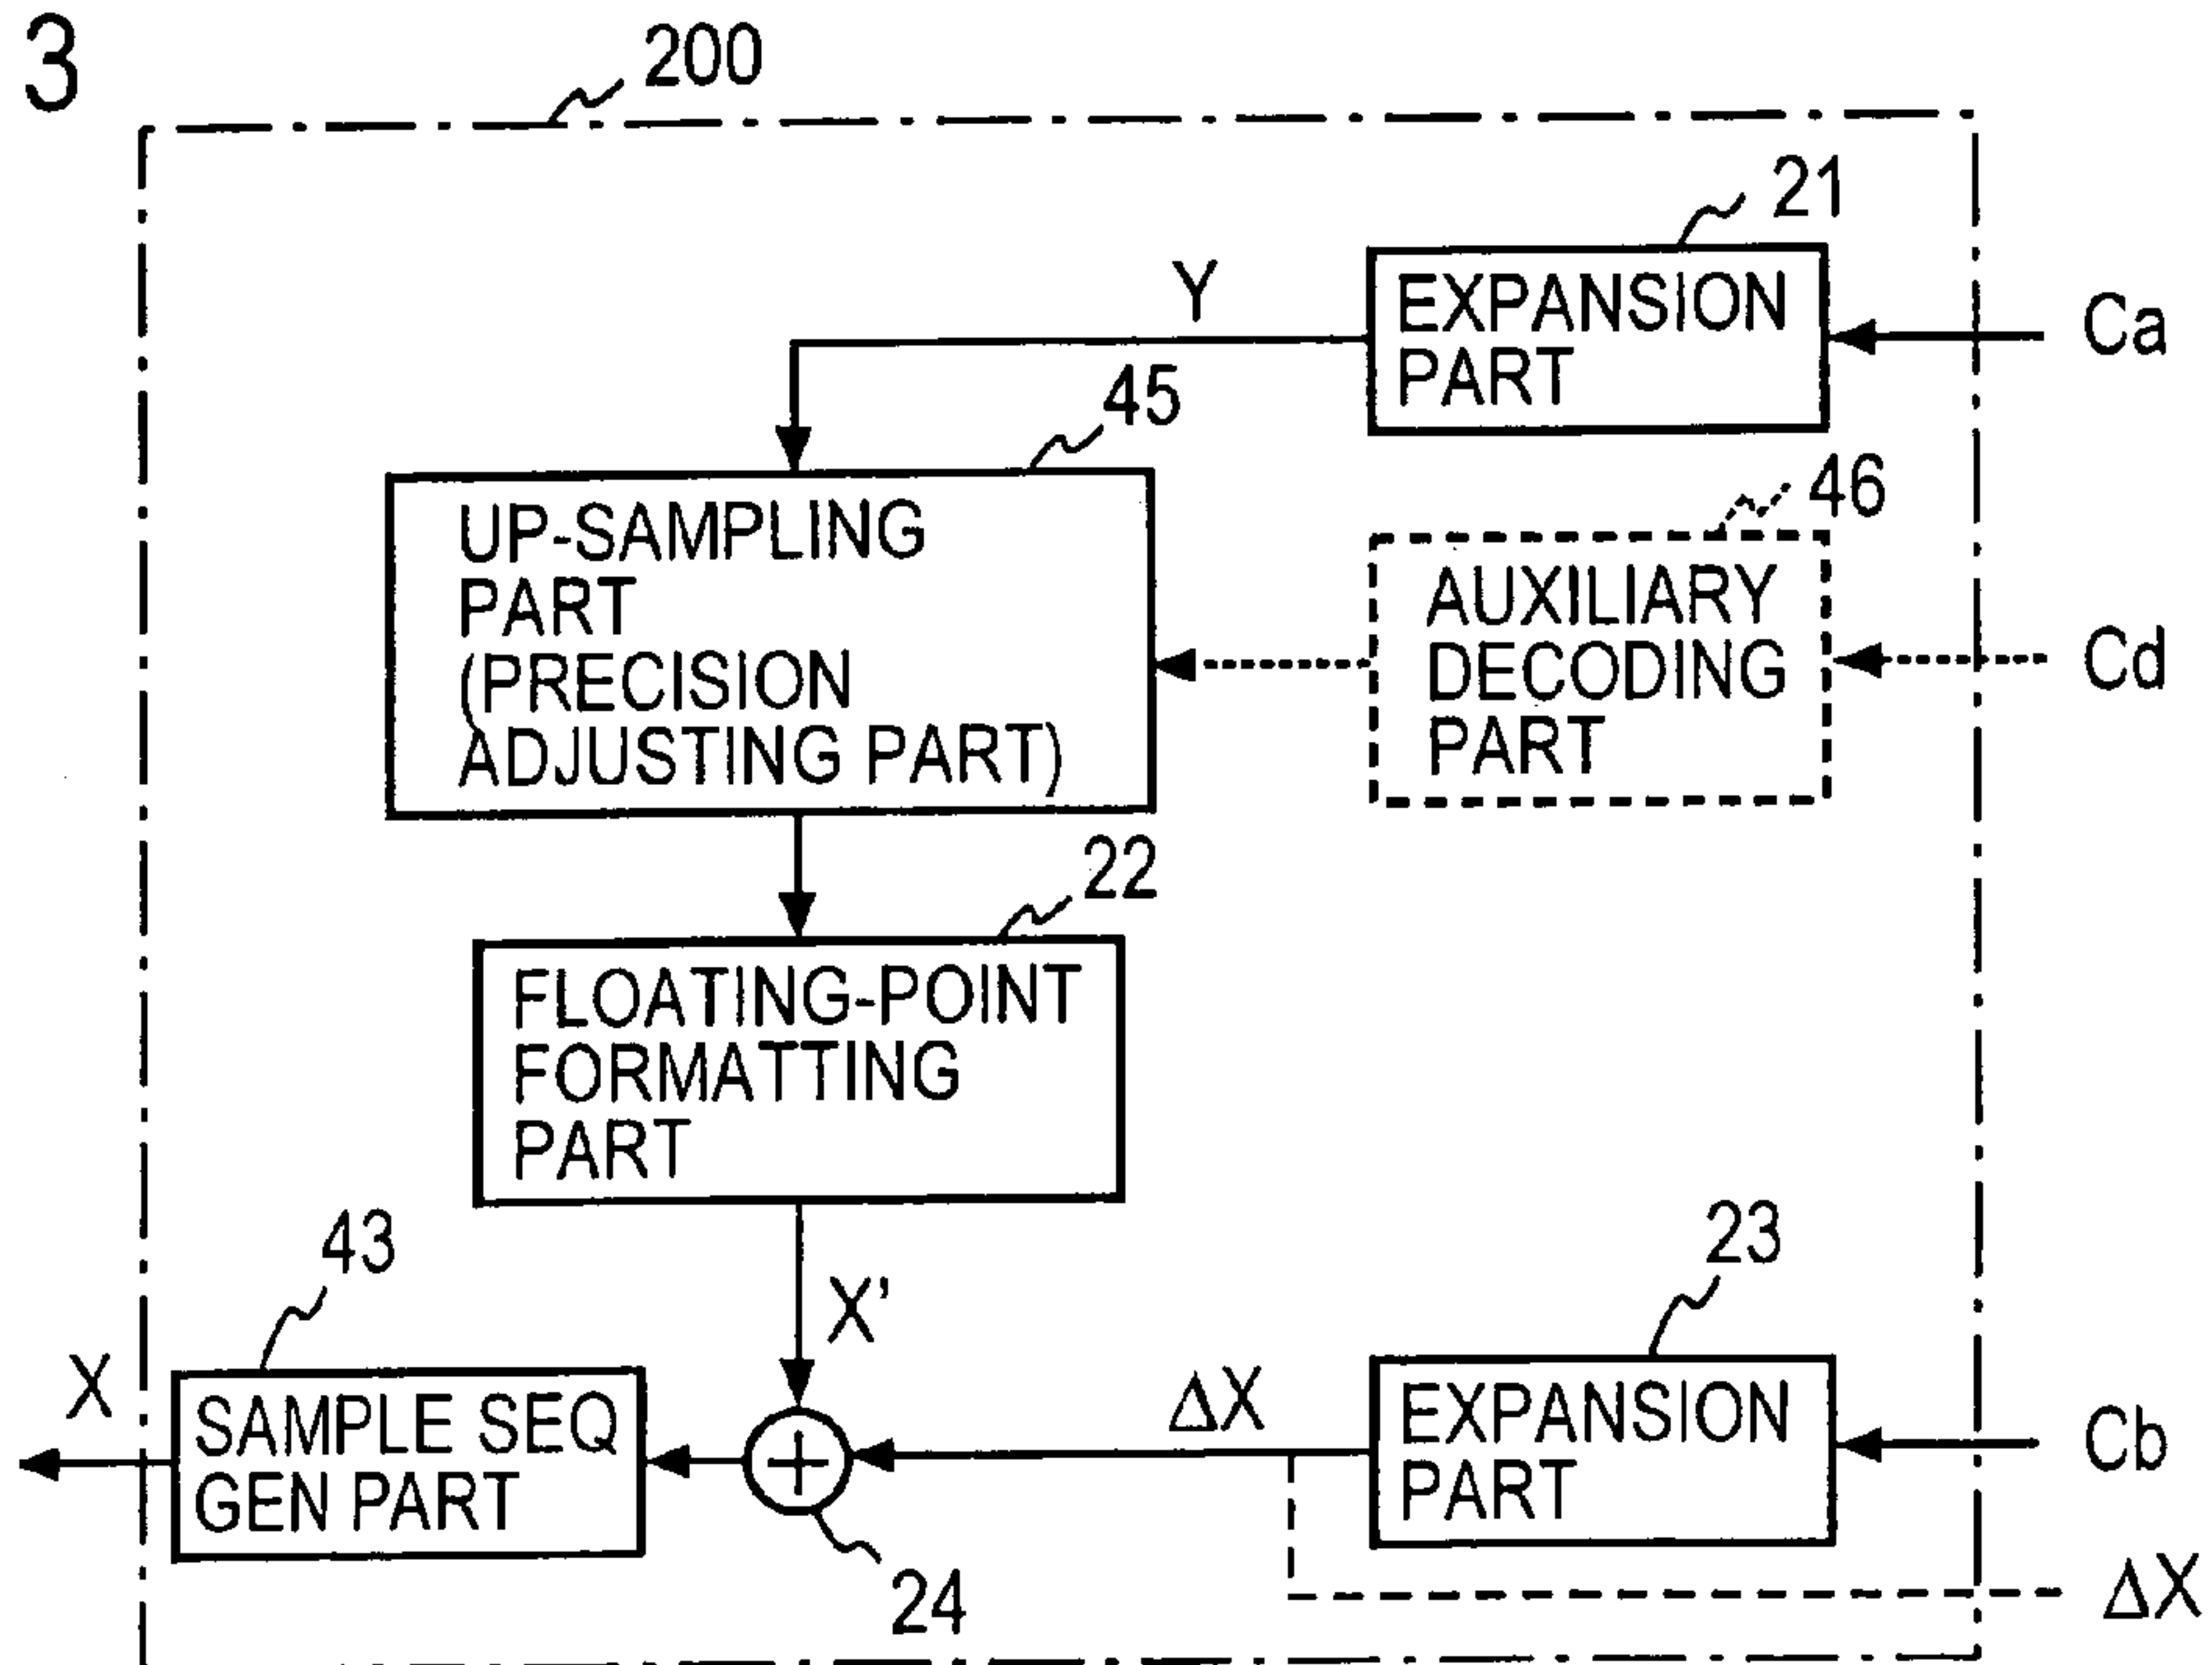 3
200
21
EXPANSION
PART
Ca
Y
45
UP-SAMPLING
PART
(PRECISION
ADJUSTING PART)
46
AUXILIARY
DECODING
PART
Cd
22
FLOATING-POINT
FORMATTING
PART
43
X'
23
X
SAMPLE SEQ
GEN PART
24
ΔX
EXPANSION
PART
Cb
ΔX